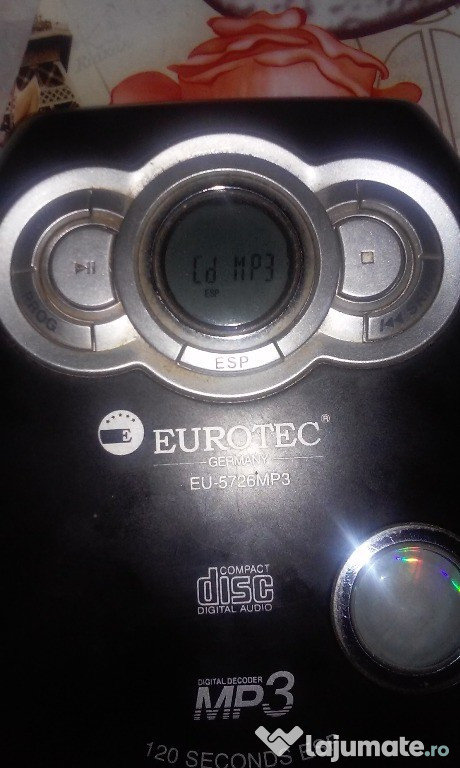 Cd MP3
ESP
PROG
ESP
E
EUROTEC®
GERMANY
EU-5726MP3
COMPACT
disc
DIGITAL AUDIO
DIGITAL DECODER
MP3
120 SECONDS
lajumate.ro